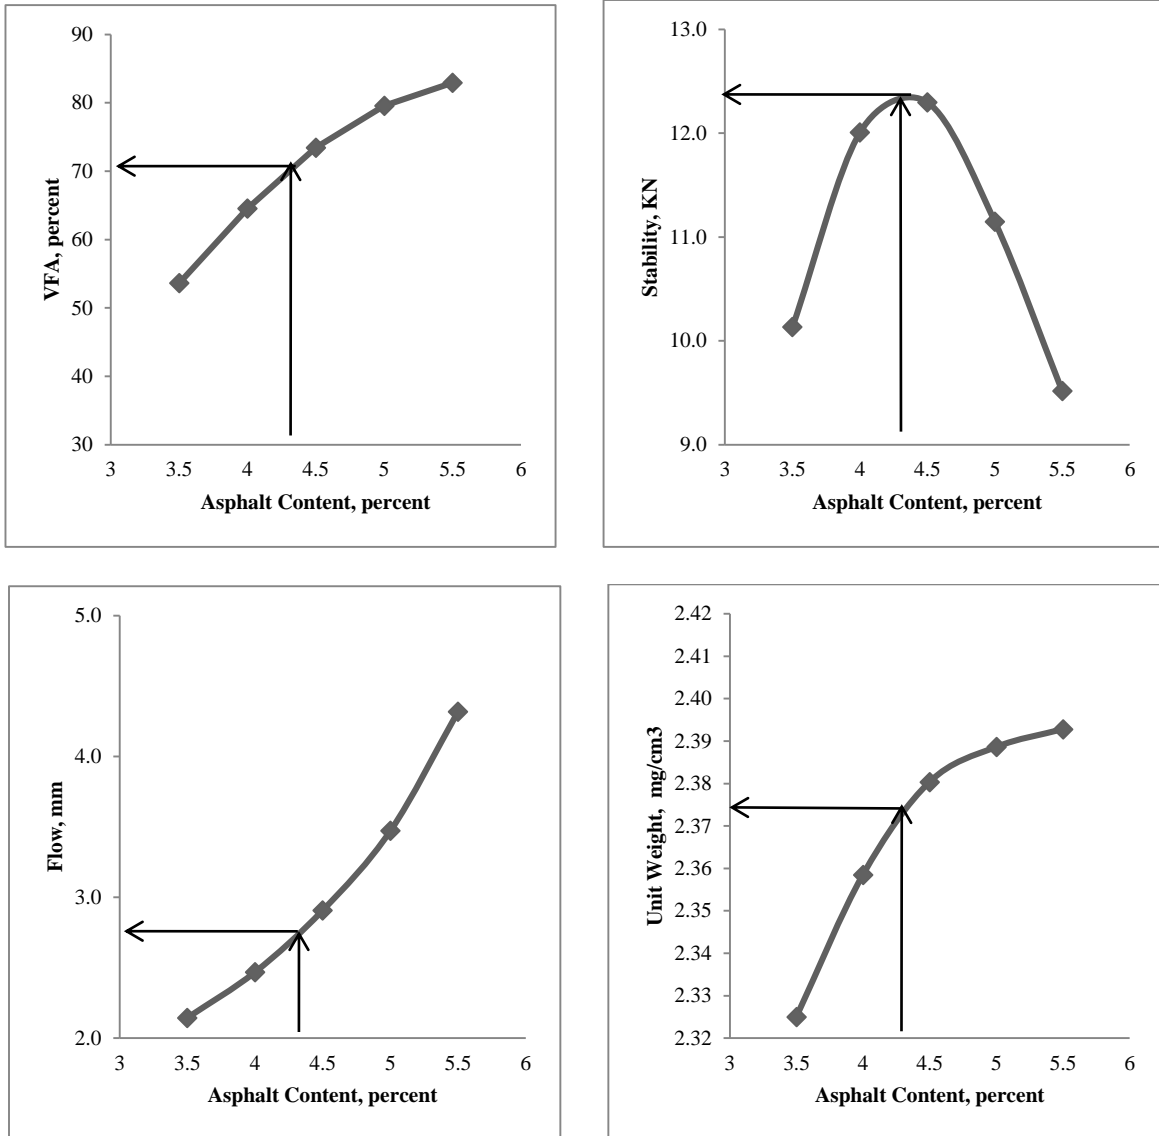 90
80
70
60
50
40
30
VFA, percent
3 3.5 4 4.5 5 5.5 6
Asphalt Content, percent
13.0
12.0
11.0
10.0
9.0
Stability, KN
3 3.5 4 4.5 5 5.5 6
Asphalt Content, percent
5.0
4.0
3.0
2.0
Flow, mm
3 3.5 4 4.5 5 5.5 6
Asphalt Content, percent
2.42
2.41
2.40
2.39
2.38
2.37
2.36
2.35
2.34
2.33
2.32
Unit Weight, mg/cm3
3 3.5 4 4.5 5 5.5 6
Asphalt Content, percent